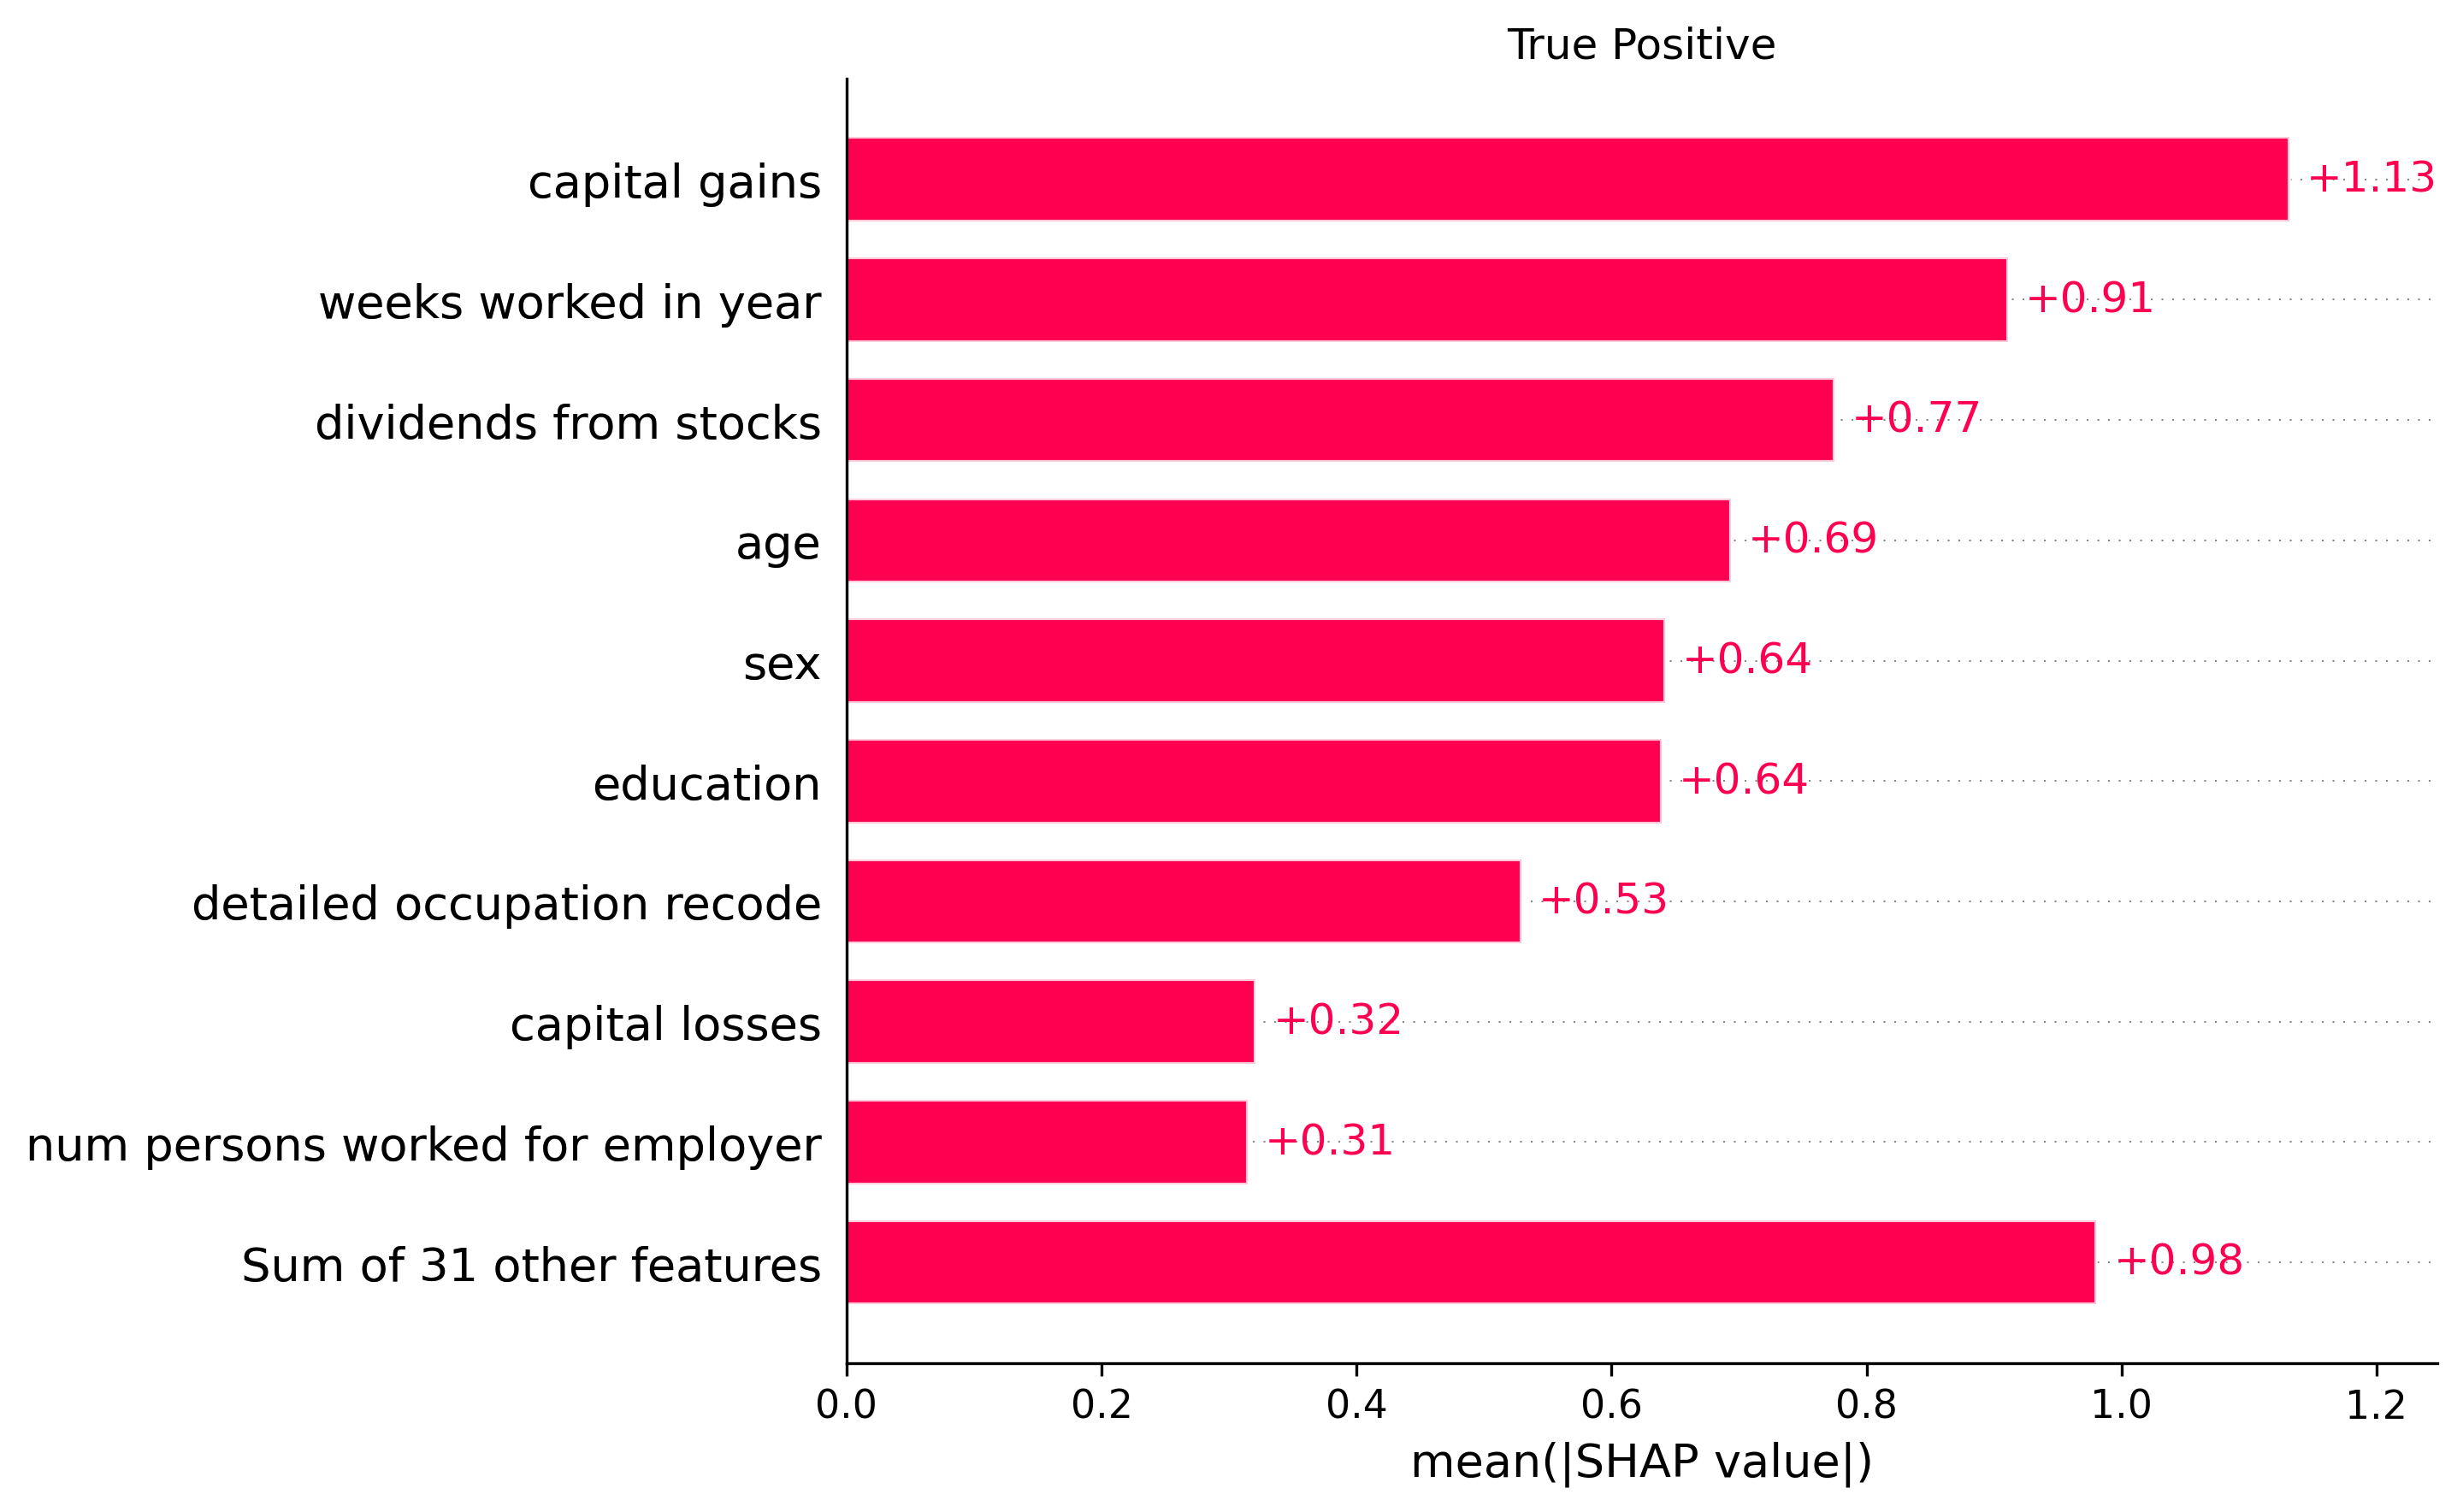 True Positive
capital gains +1.13
weeks worked in year +0.91
dividends from stocks +0.77
age +0.69
sex +0.64
education +0.64
detailed occupation recode +0.53
capital losses +0.32
num persons worked for employer +0.31
Sum of 31 other features +0.98
0.0 0.2 0.4 0.6 0.8 1.0 1.2
mean(|SHAP value|)